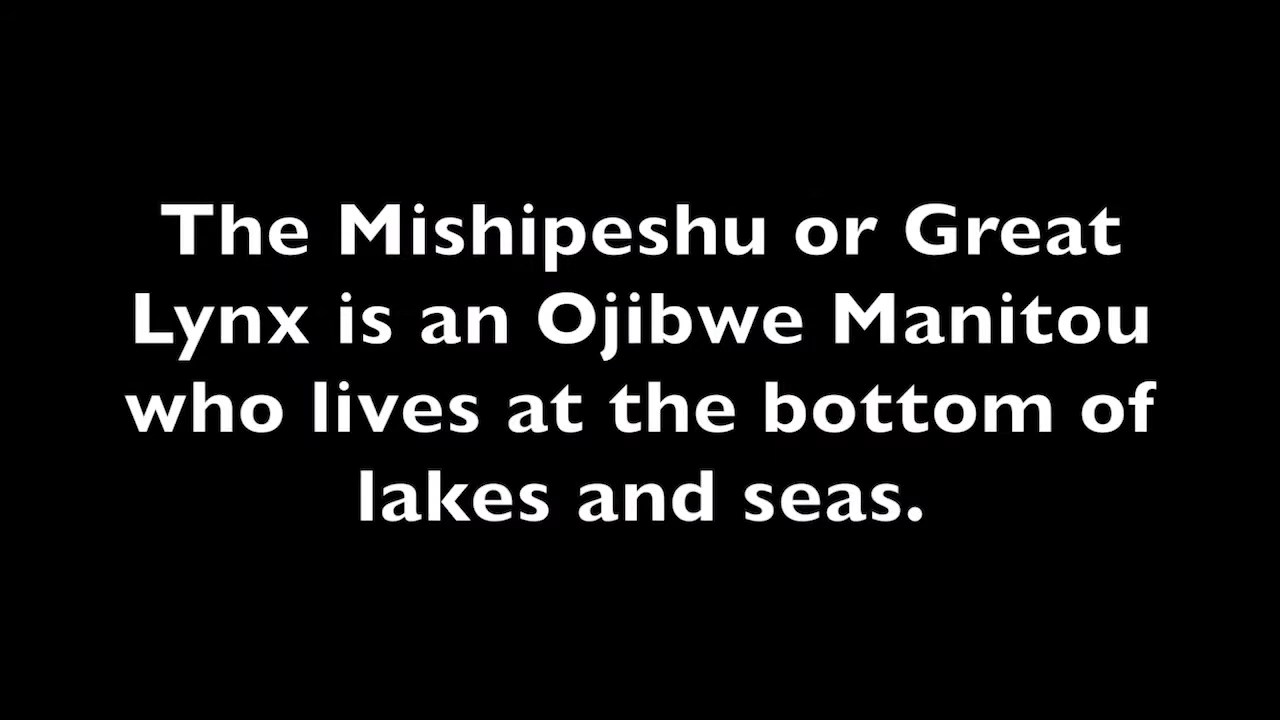 The Mishipeshu or Great
Lynx is an Ojibwe Manitou
who lives at the bottom of
lakes and seas.